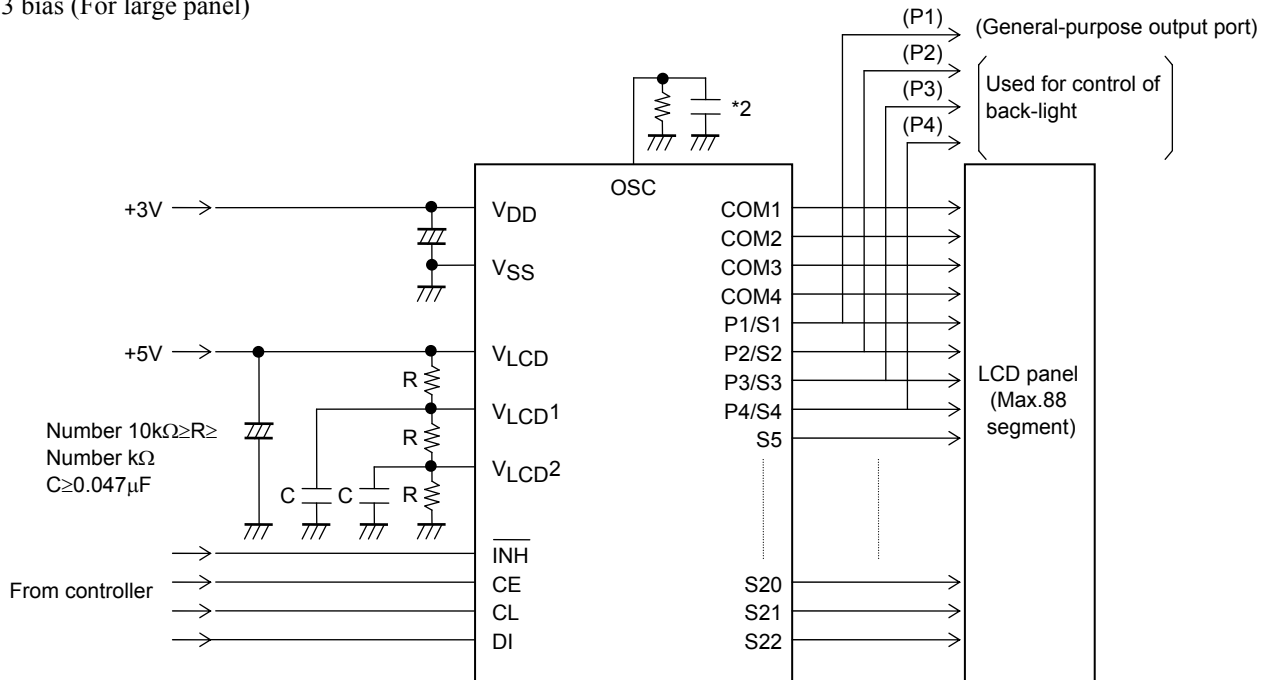 3 bias (For large panel)
(P1)
(General-purpose output port)
(P2)
(P3)
(P4)
Used for control of
back-light
*2
OSC
+3V
VDD
VSS
+5V
VLCD
R
VLCD1
R
VLCD2
R
C
C
Number 10kΩ≥R≥
Number kΩ
C≥0.047μF
From controller
INH
CE
CL
DI
COM1
COM2
COM3
COM4
P1/S1
P2/S2
P3/S3
P4/S4
S5
S20
S21
S22
LCD panel
(Max.88
segment)